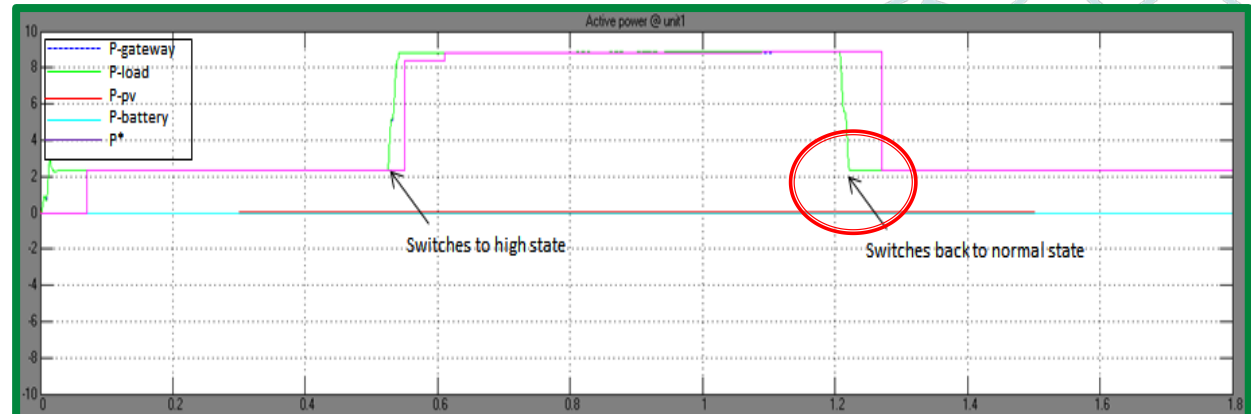 Active power @ unit1
10
8
6
4
2
0
-2
-4
-6
-8
-10
P-gateway
P-load
P-pv
P-battery
P*
Switches to high state
Switches back to normal state
0
0.2
0.4
0.6
0.8
1
1.2
1.4
1.6
1.8